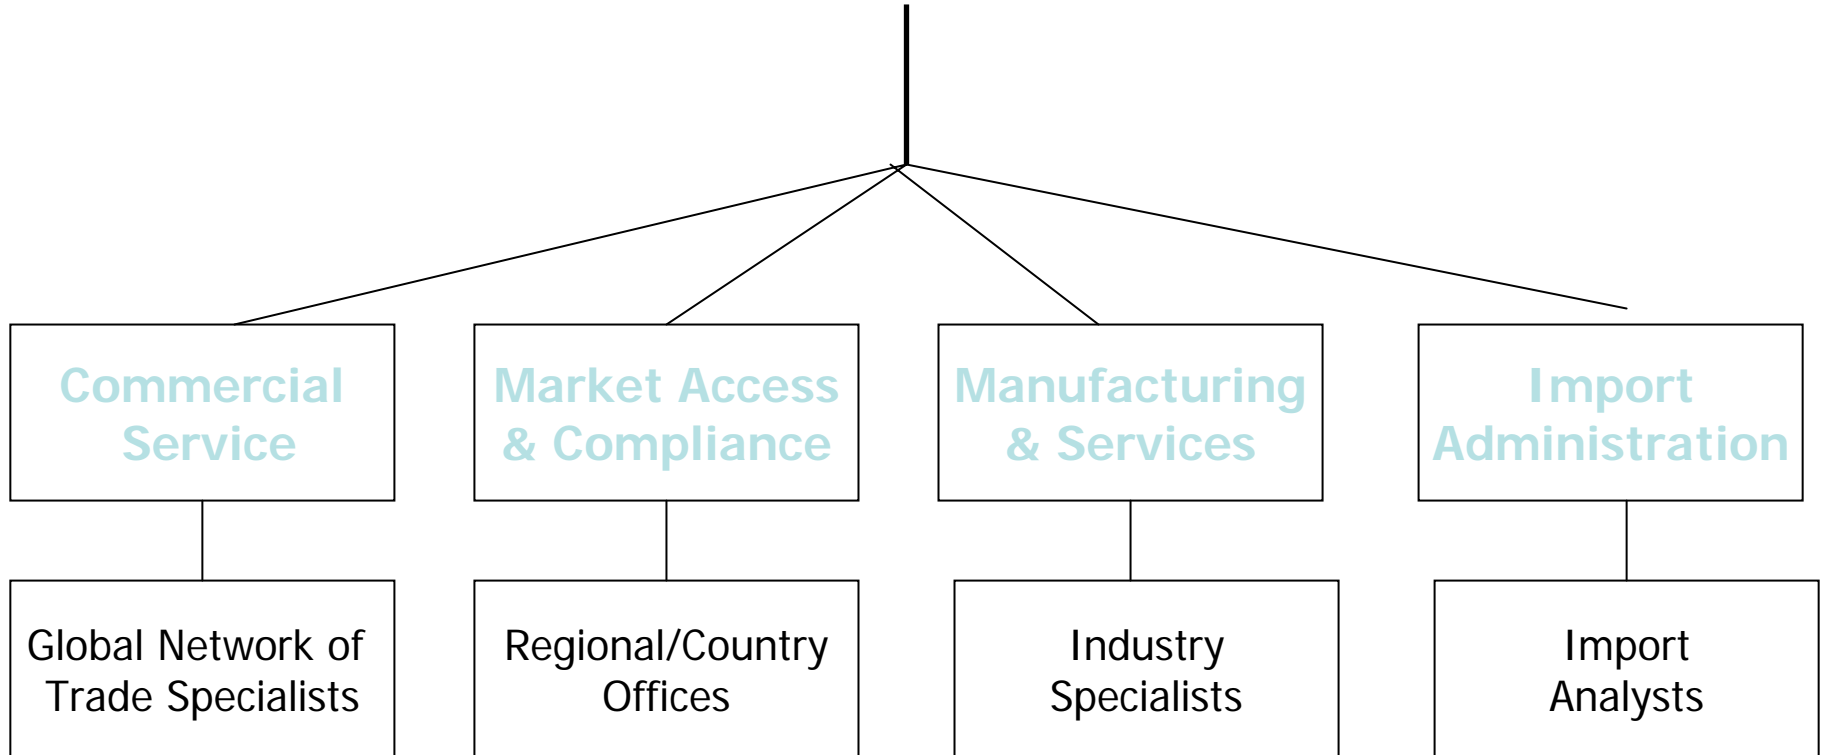 Commercial
Service
Market Access
& Compliance
Manufacturing
& Services
Import
Administration
Global Network of
Trade Specialists
Regional/Country
Offices
Industry
Specialists
Import
Analysts